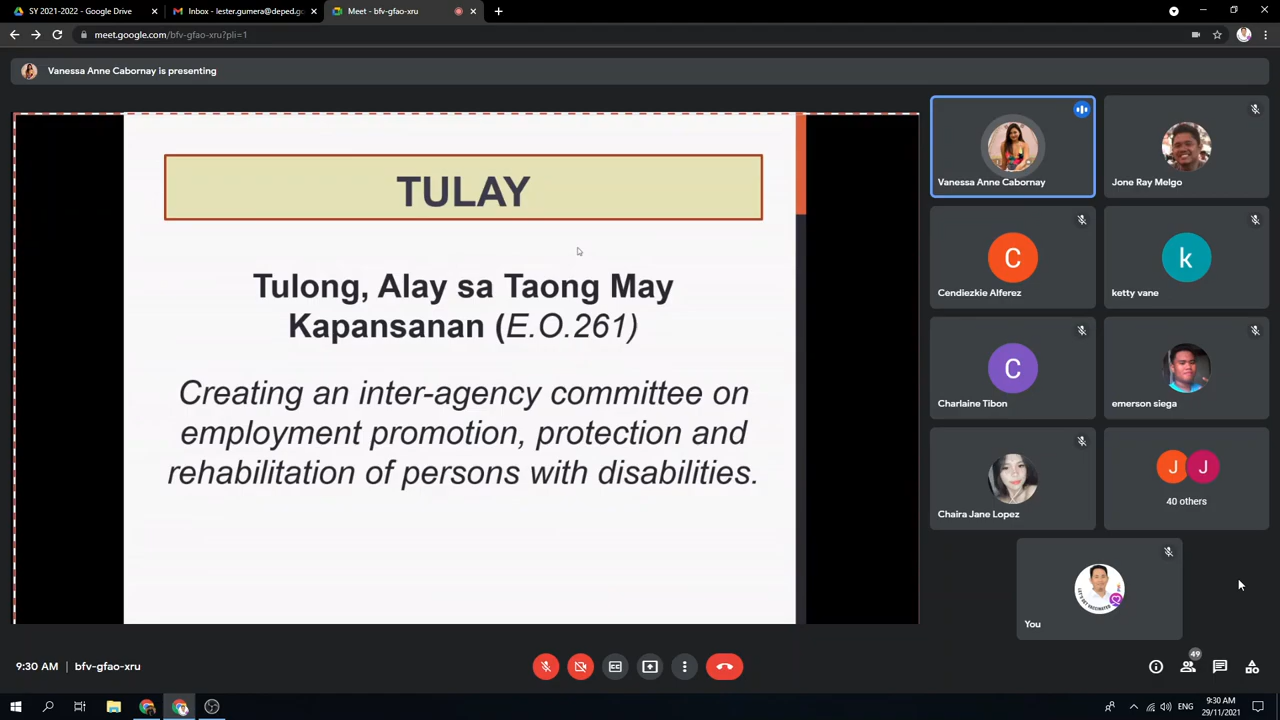 SY 2021-2022 - Google Drive
Inbox - lester.gumera@deped.go
Meet - bfv-gfao-xru
meet.google.com/bfv-gfao-xru?pli=1
Vanessa Anne Cabornay is presenting
TULAY
Tulong, Alay sa Taong May
Kapansanan (E.O.261)
Creating an inter-agency committee on
employment promotion, protection and
rehabilitation of persons with disabilities.
Vanessa Anne Cabornay
Jone Ray Melgo
C
Cendiezkie Alferez
k
ketty vane
C
Charlaine Tibon
emerson siega
Chaira Jane Lopez
J J
40 others
LET'S GET VACCINATED
You
9:30 AM | bfv-gfao-xru
49
9:30 AM
29/11/2021